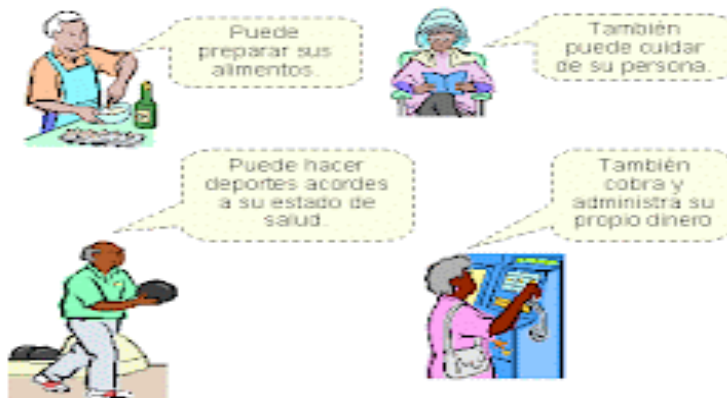 Puede
preparar sus
alimentos.
También
puede cuidar
de su persona.
Puede hacer
deportes acordes
a su estado de
salud.
También
cobra y
administra su
propio dinero